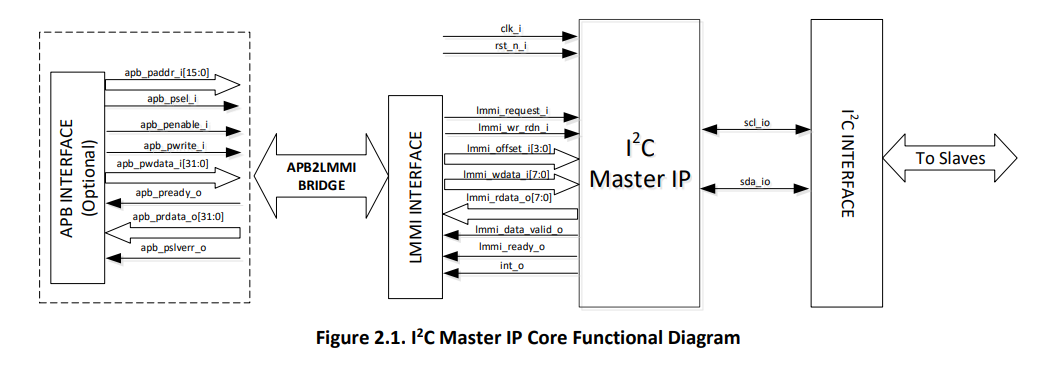 APB INTERFACE
(Optional)
apb_paddr_i[15:0]
apb_psel_i
apb_penable_i
apb_pwrite_i
apb_pwdata_i[31:0]
apb_pready_o
apb_prdata_o[31:0]
apb_pslverr_o
APB2LMMI
BRIDGE
LMMI INTERFACE
clk_i
rst_n_i
lmmi_request_i
lmmi_wr_rdn_i
lmmi_offset_i[3:0]
lmmi_wdata_i[7:0]
lmmi_rdata_o[7:0]
lmmi_data_valid_o
lmmi_ready_o
int_o
I²C
Master IP
scl_io
sda_io
I²C INTERFACE
To Slaves
Figure 2.1. I²C Master IP Core Functional Diagram